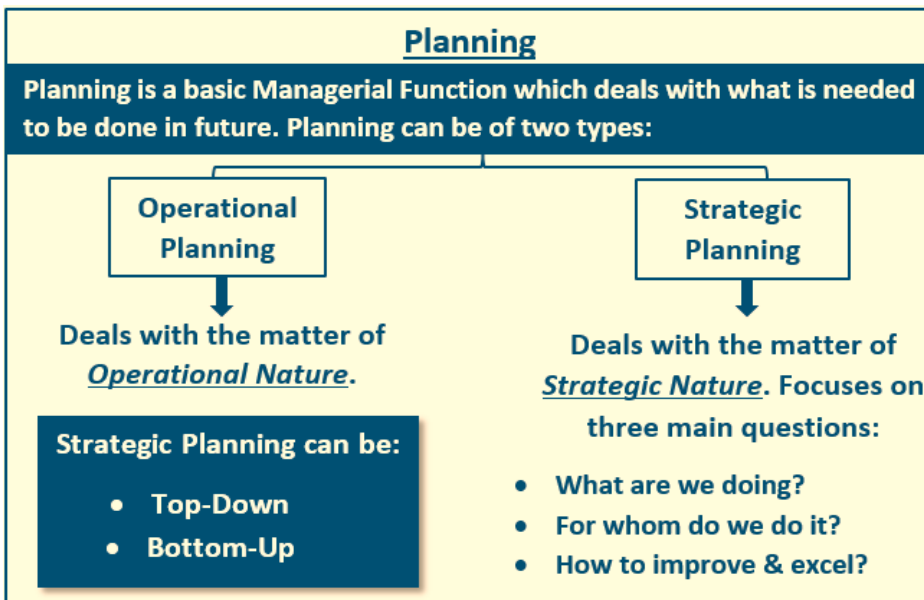 Planning
Planning is a basic Managerial Function which deals with what is needed
to be done in future. Planning can be of two types:
Operational
Planning
Deals with the matter of
Operational Nature.
Strategic Planning can be:
• Top-Down
• Bottom-Up
Strategic
Planning
Deals with the matter of
Strategic Nature. Focuses on
three main questions:
• What are we doing?
• For whom do we do it?
• How to improve & excel?